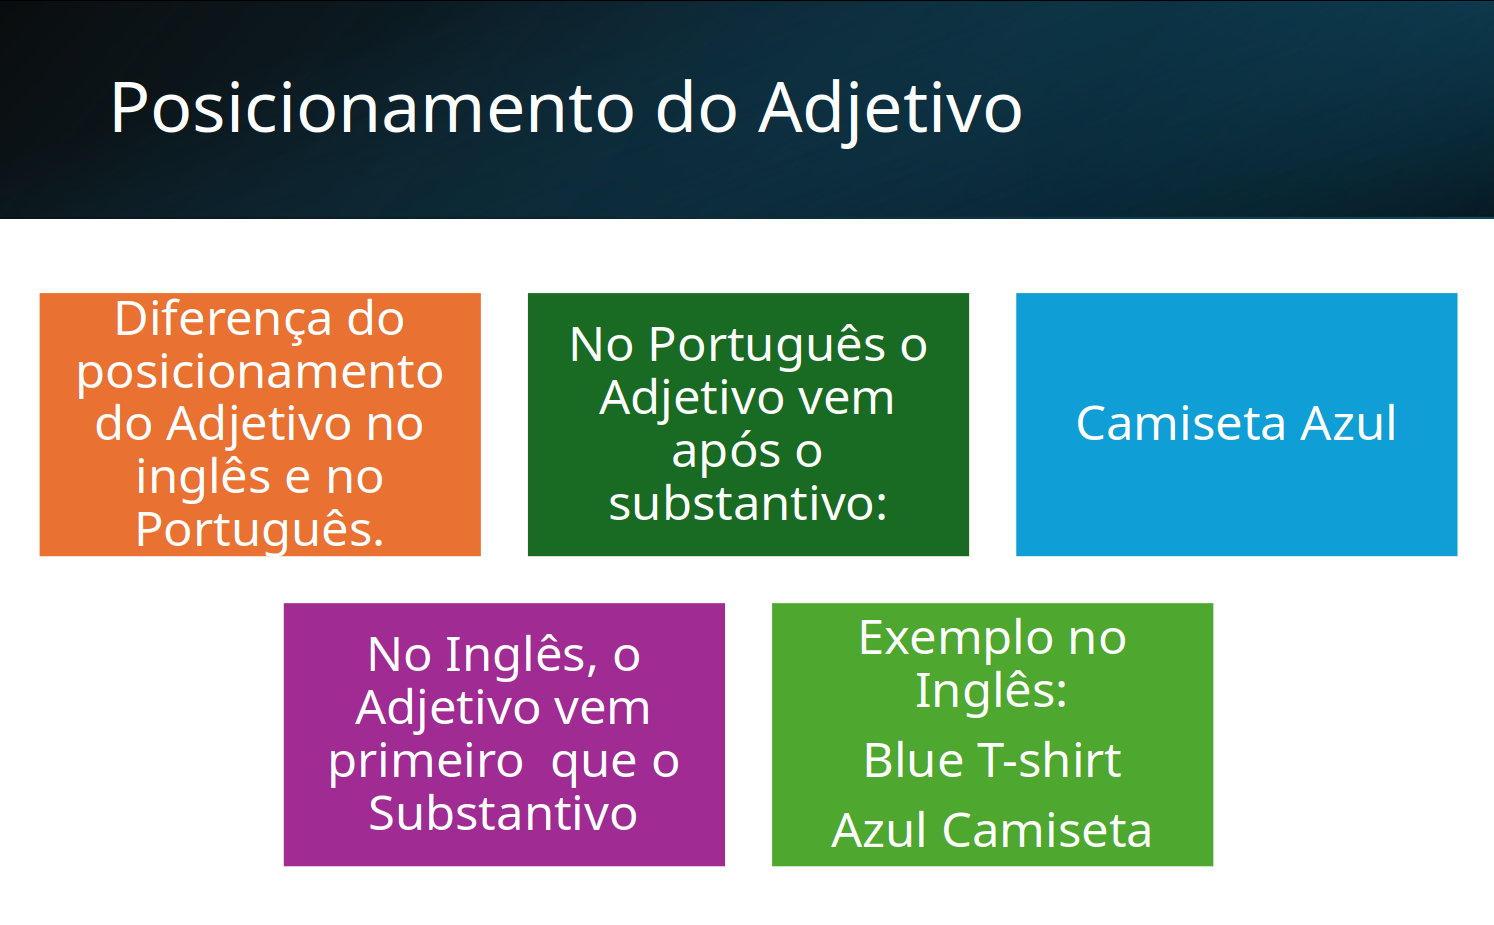 Posicionamento do Adjetivo
Diferença do
posicionamento
do Adjetivo no
inglês e no
Português.
No Português o
Adjetivo vem
após o
substantivo:
Camiseta Azul
No Inglês, o
Adjetivo vem
primeiro  que o
Substantivo
Exemplo no
Inglês:
Blue T-shirt
Azul Camiseta